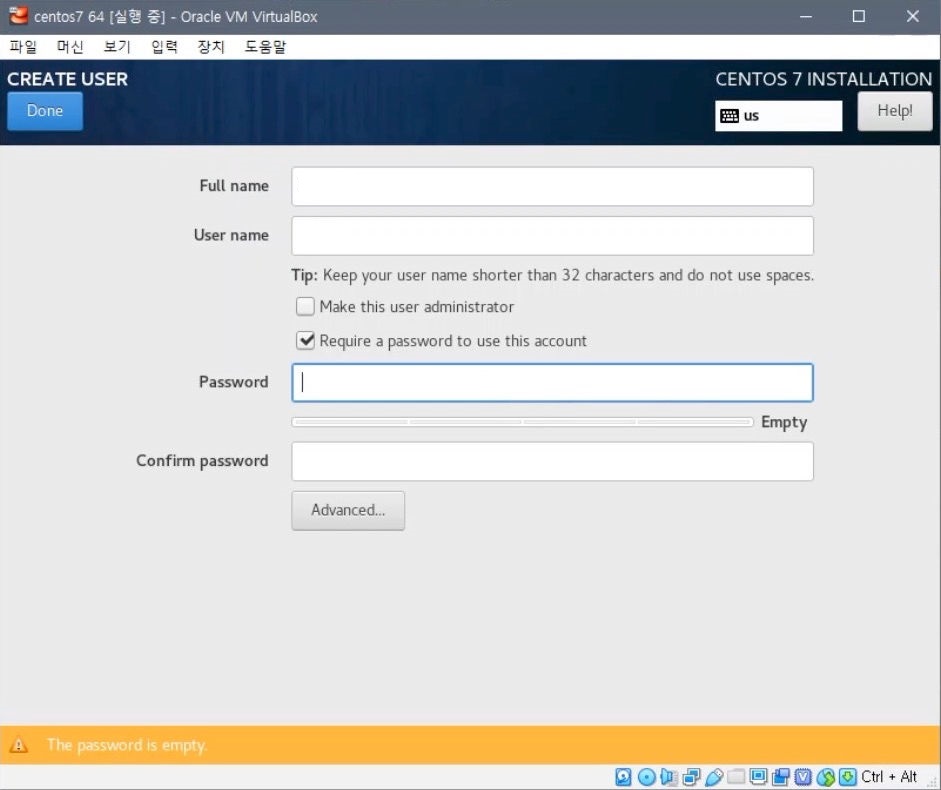 centos7 64 [실행 중] - Oracle VM VirtualBox
파일 머신 보기 입력 장치 도움말
CREATE USER
CENTOS 7 INSTALLATION
Done
us
Help!
Full name
User name
Tip: Keep your user name shorter than 32 characters and do not use spaces.
Make this user administrator
Require a password to use this account
Password
Empty
Confirm password
Advanced...
The password is empty.
Ctrl + Alt